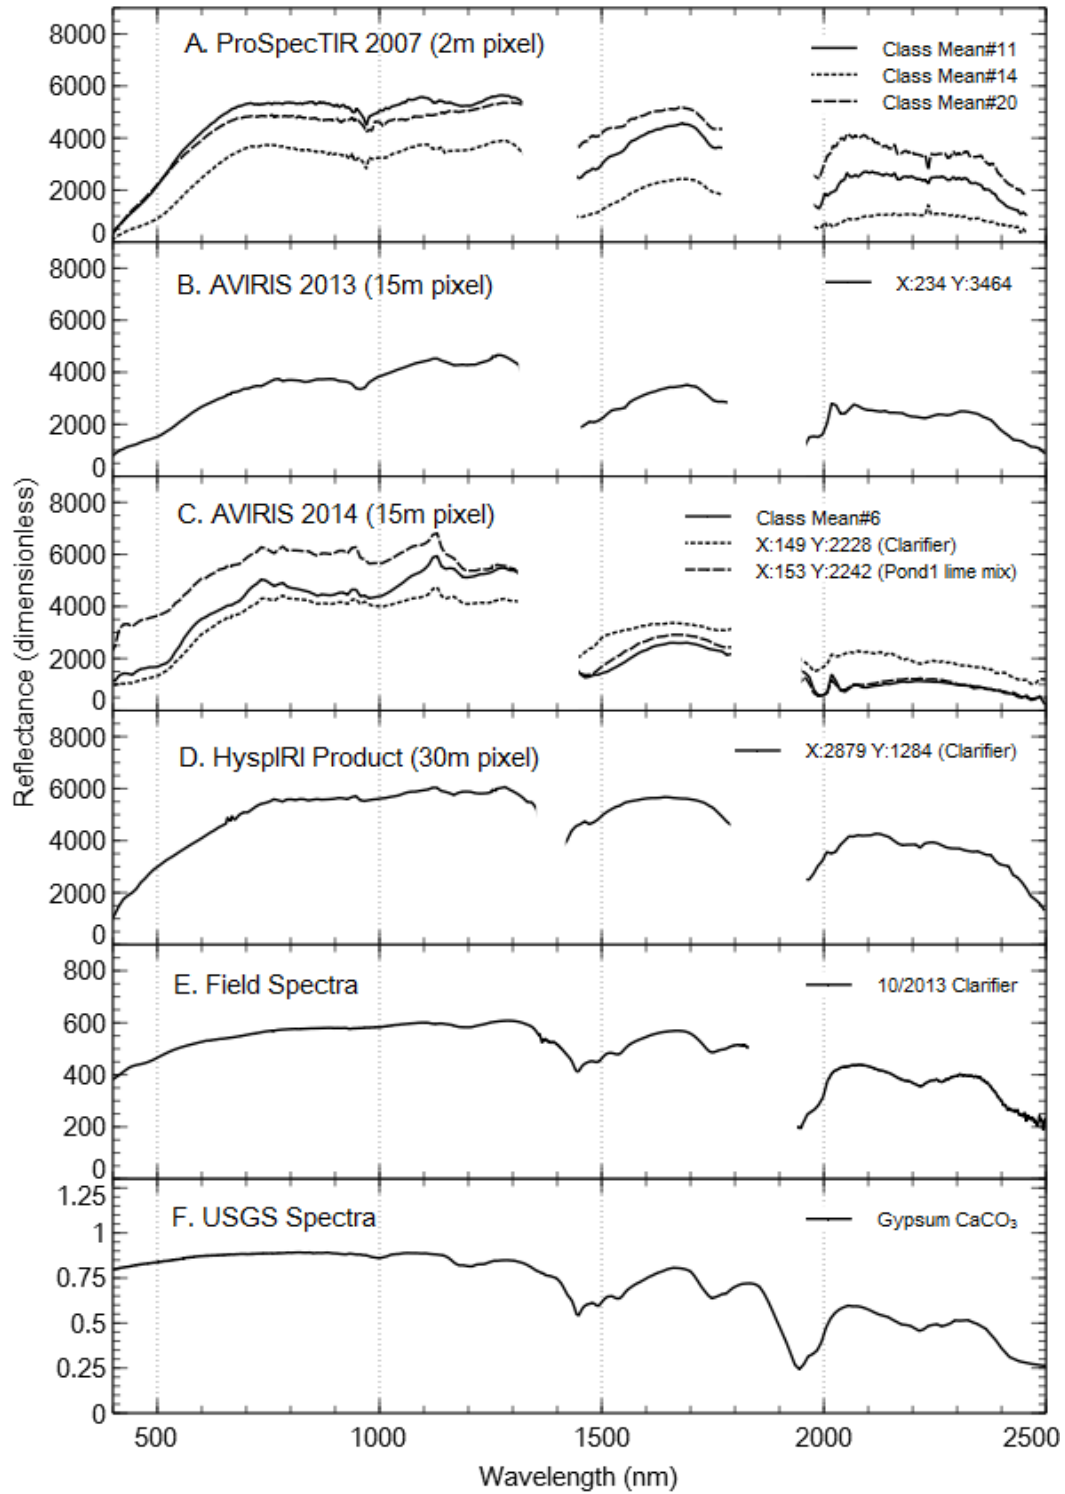 A. ProSpecTIR 2007 (2m pixel)
Class Mean#11
Class Mean#14
Class Mean#20
8000
6000
4000
2000
0
B. AVIRIS 2013 (15m pixel)
X:234 Y:3464
8000
6000
4000
2000
0
C. AVIRIS 2014 (15m pixel)
Class Mean#6
X:149 Y:2228 (Clarifier)
X:153 Y:2242 (Pond1 lime mix)
8000
6000
4000
2000
0
D. HyspIRI Product (30m pixel)
X:2879 Y:1284 (Clarifier)
8000
6000
4000
2000
0
E. Field Spectra
10/2013 Clarifier
800
600
400
200
0
F. USGS Spectra
Gypsum CaCO₃
1.25
1
0.75
0.5
0.25
0
500 1000 1500 2000 2500
Wavelength (nm)
Reflectance (dimensionless)